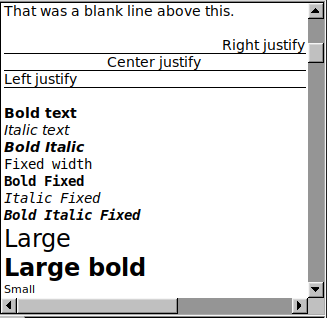 That was a blank line above this.
Right justify
Center justify
Left justify
Bold text
Italic text
Bold Italic
Fixed width
Bold Fixed
Italic Fixed
Bold Italic Fixed
Large
Large bold
Small